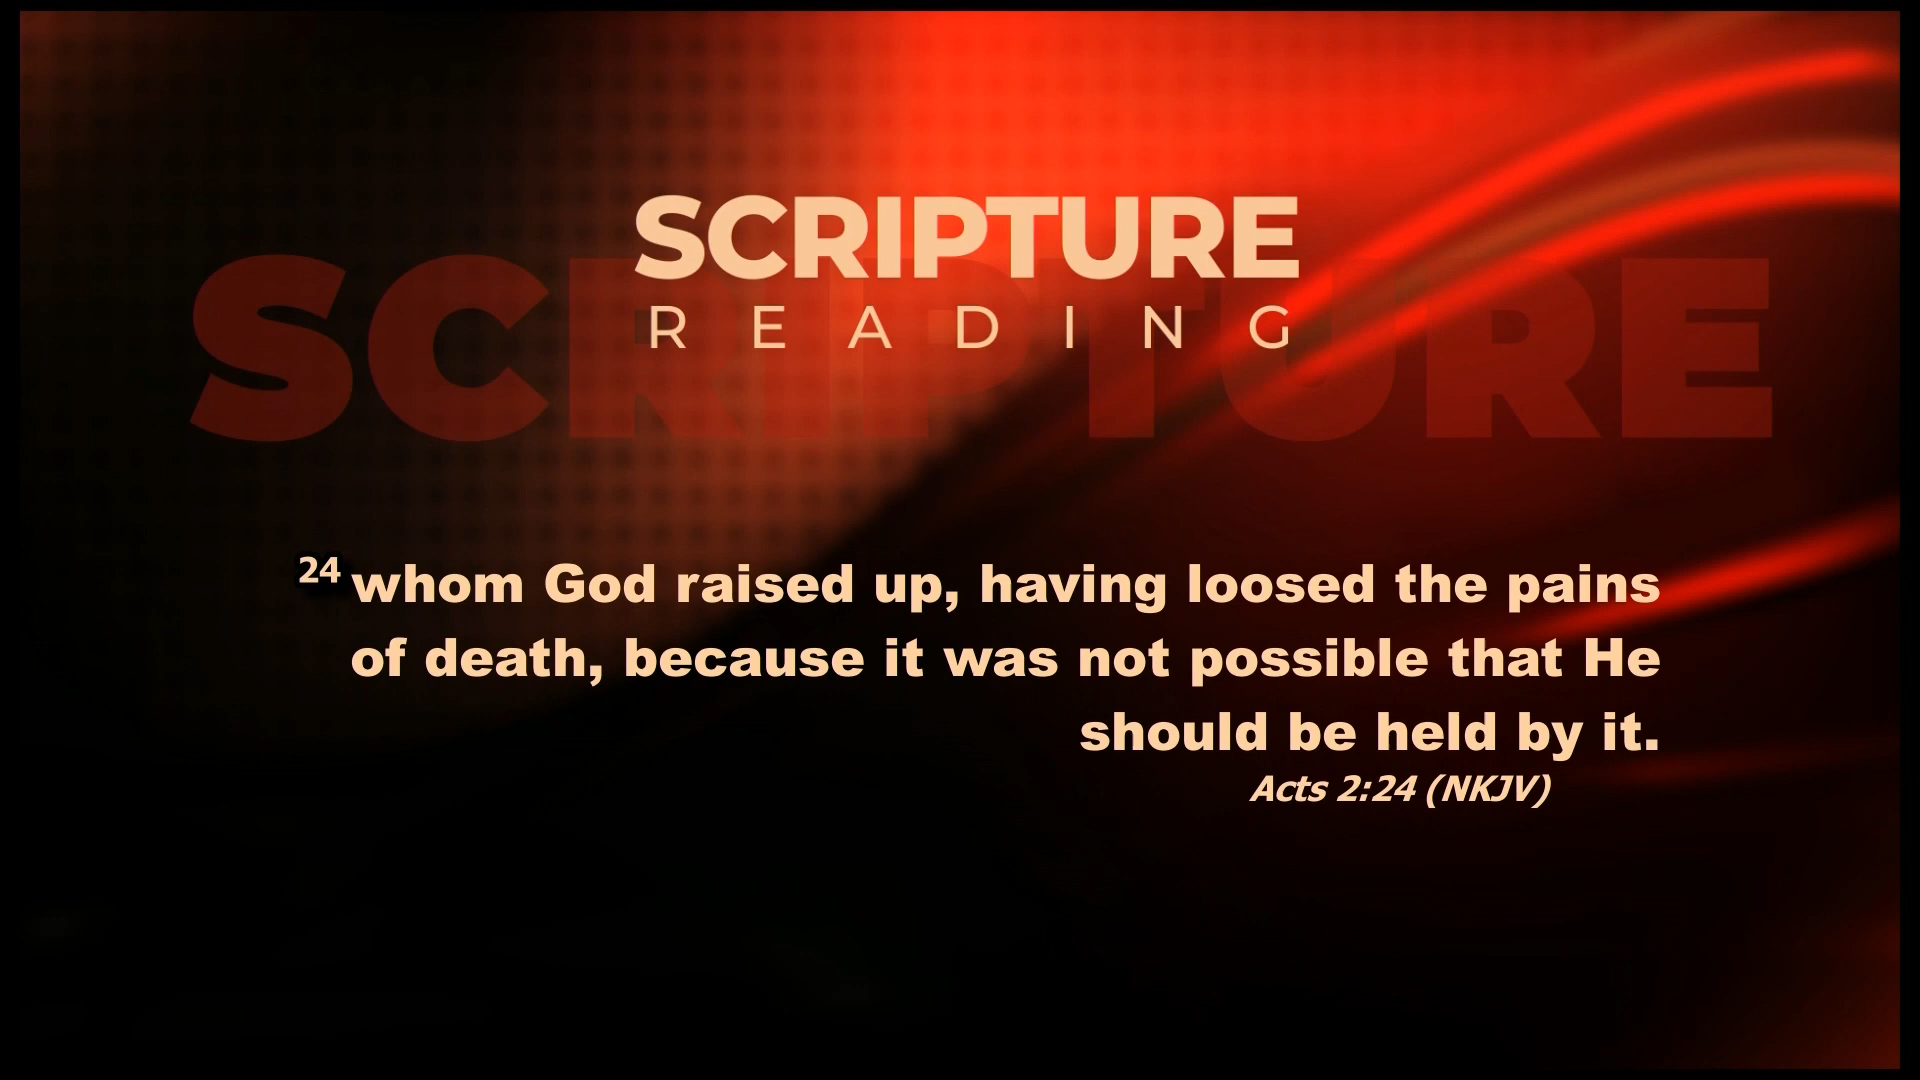 SCRIPTURE
SCRIPTURE
READING
24 whom God raised up, having loosed the pains
of death, because it was not possible that He
should be held by it.
Acts 2:24 (NKJV)